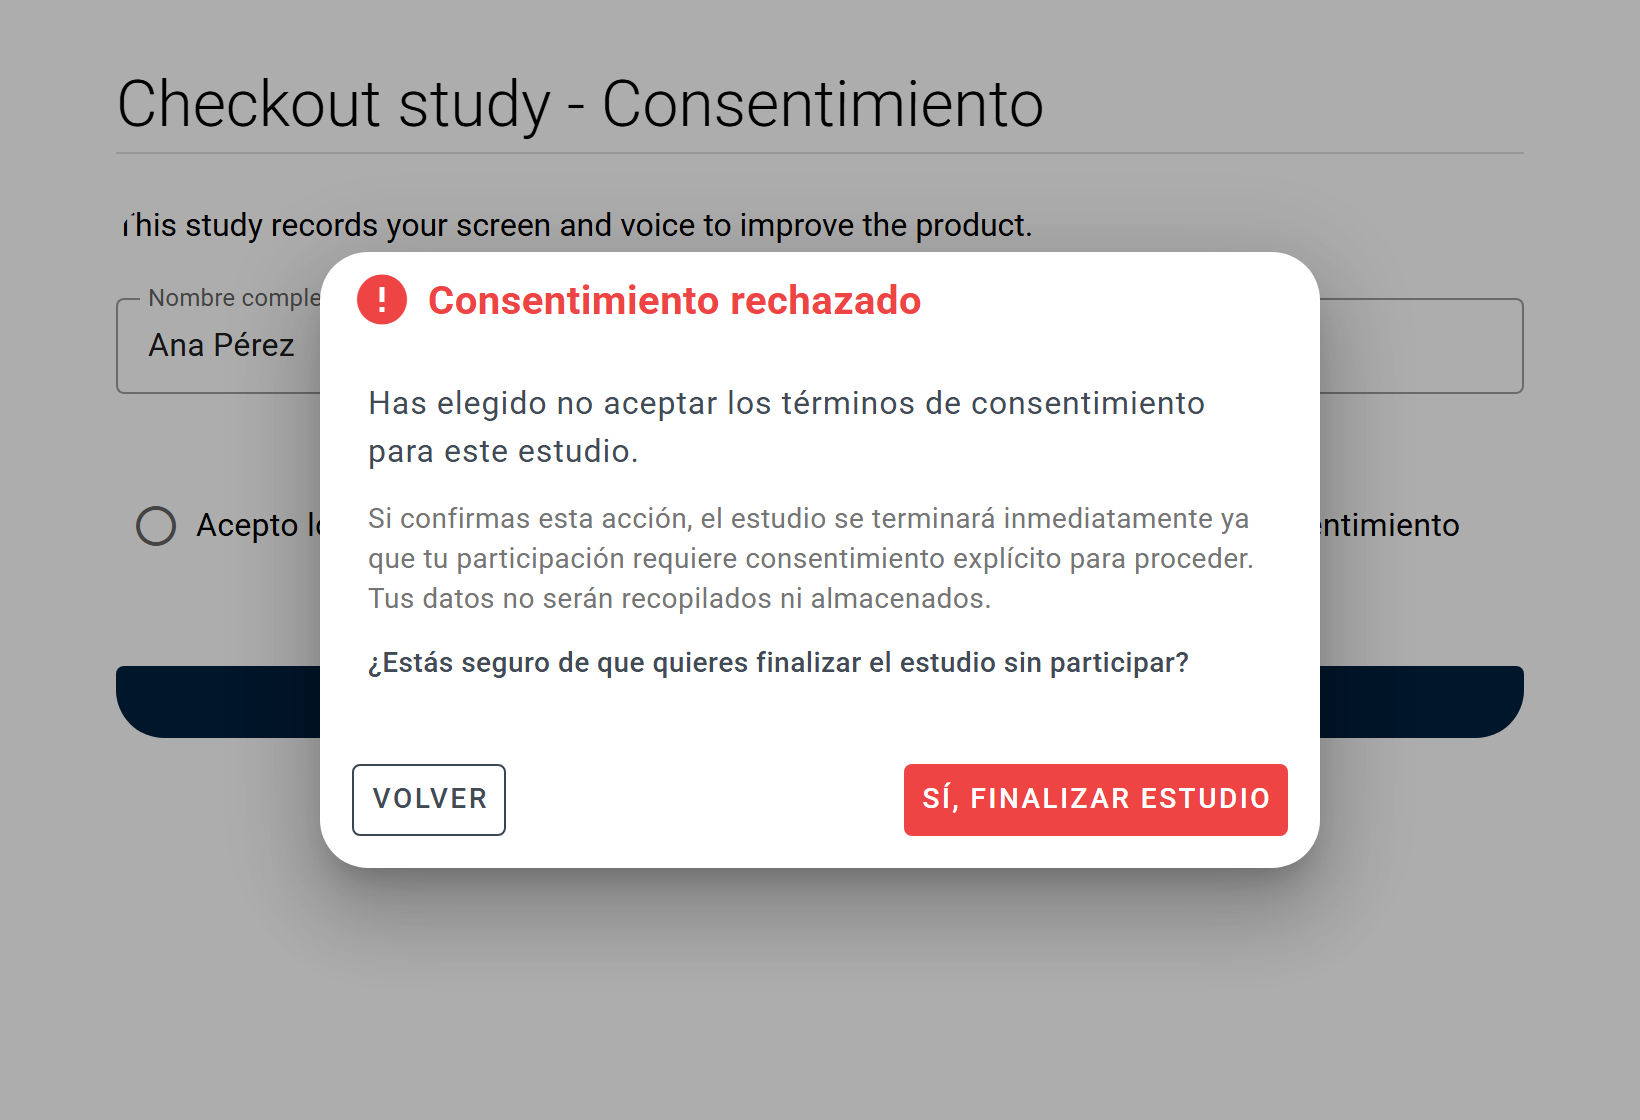 Checkout study - Consentimiento
This study records your screen and voice to improve the product.
Nombre
Ana Pérez
Consentimiento rechazado
Has elegido no aceptar los términos de consentimiento
para este estudio.
Si confirmas esta acción, el estudio se terminará inmediatamente ya
que tu participación requiere consentimiento explícito para proceder.
Tus datos no serán recopilados ni almacenados.
¿Estás seguro de que quieres finalizar el estudio sin participar?
Acepto
VOLVER
SÍ, FINALIZAR ESTUDIO